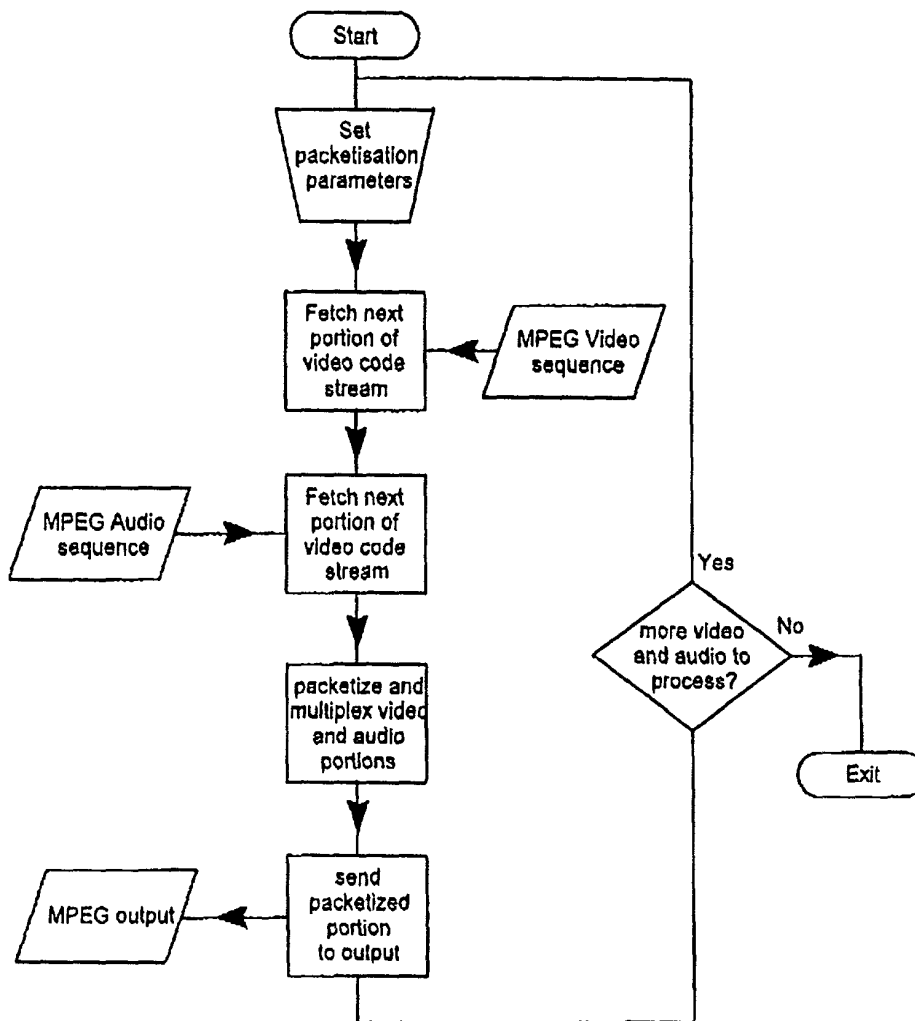 Start
Set
packetisation
parameters
Fetch next
portion of
video code
stream
MPEG Video
sequence
MPEG Audio
sequence
Fetch next
portion of
video code
stream
packetize and
multiplex video
and audio
portions
send
packetized
portion
to output
MPEG output
Yes
more video
and audio to
process?
No
Exit